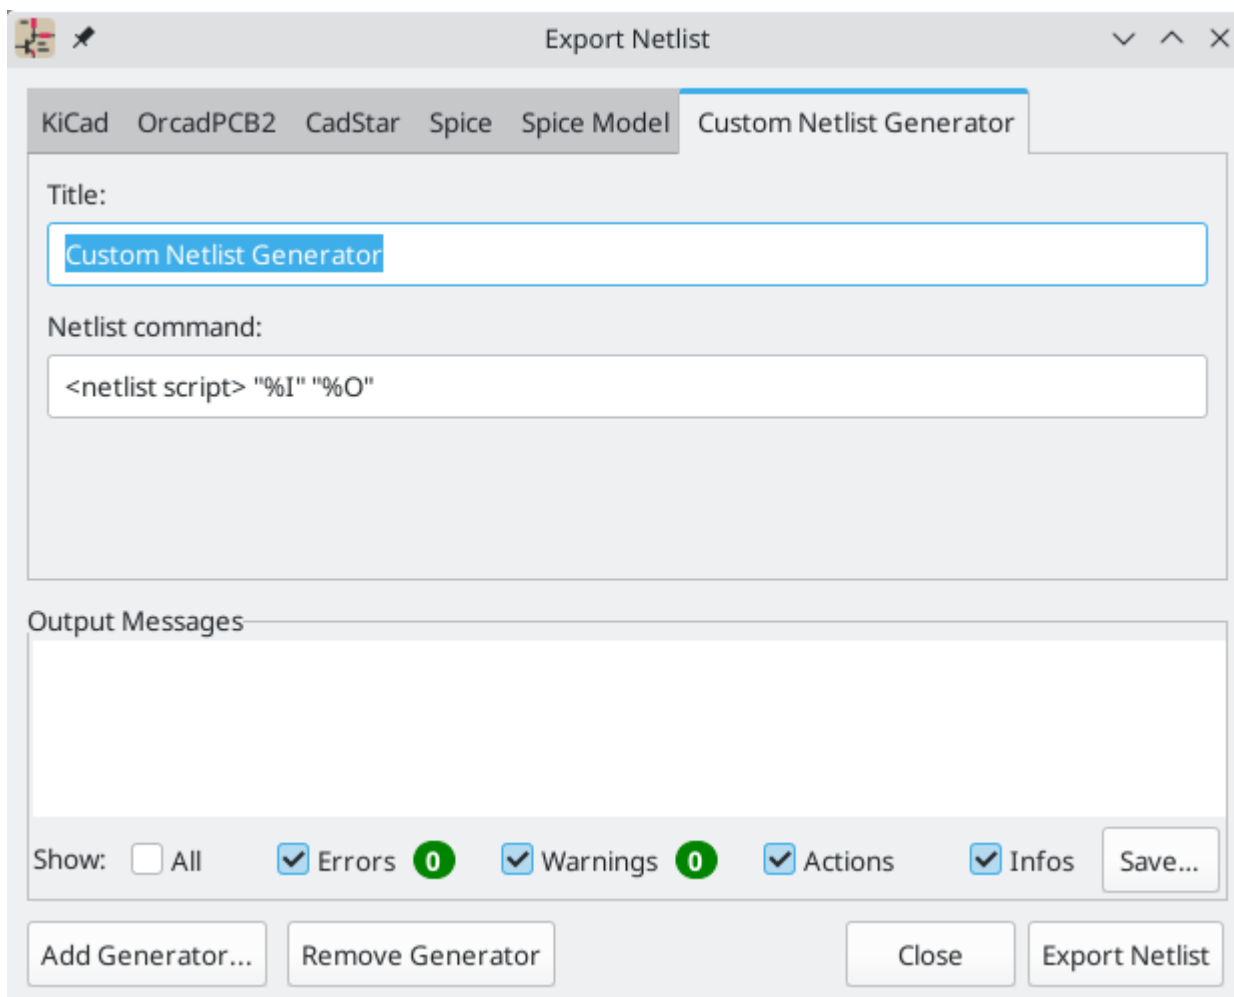 Export Netlist
KiCad OrcadPCB2 CadStar Spice Spice Model Custom Netlist Generator
Title:
Custom Netlist Generator
Netlist command:
<netlist script> "%I" "%O"
Output Messages
Show: All Errors 0 Warnings 0 Actions Infos Save...
Add Generator... Remove Generator Close Export Netlist